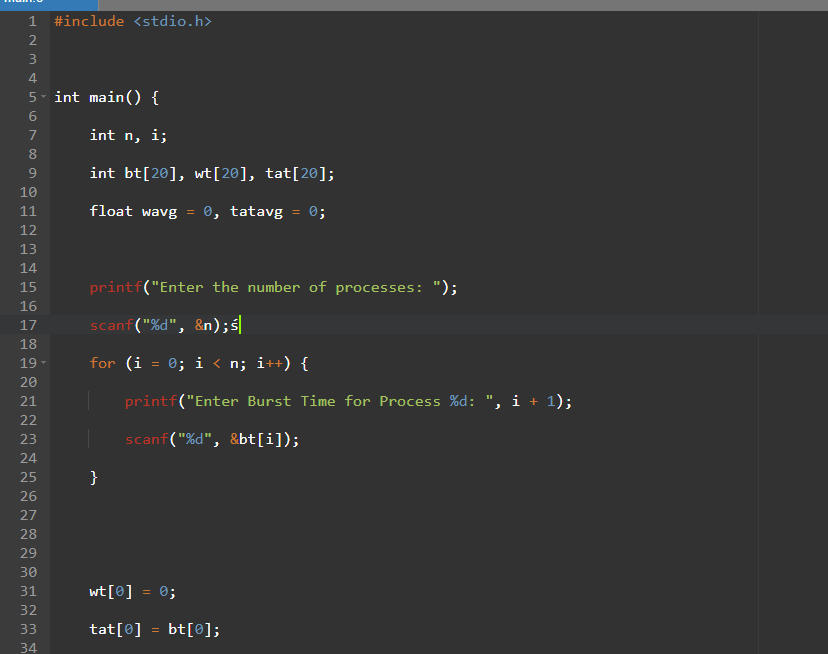 1 #include <stdio.h>
2
3
4
5 int main() {
6
7 int n, i;
8
9 int bt[20], wt[20], tat[20];
10
11 float wavg = 0, tatavg = 0;
12
13
14
15 printf("Enter the number of processes: ");
16
17 scanf("%d", &n);ś
18
19 for (i = 0; i < n; i++) {
20
21 printf("Enter Burst Time for Process %d: ", i + 1);
22
23 scanf("%d", &bt[i]);
24
25 }
26
27
28
29
30
31 wt[0] = 0;
32
33 tat[0] = bt[0];
34